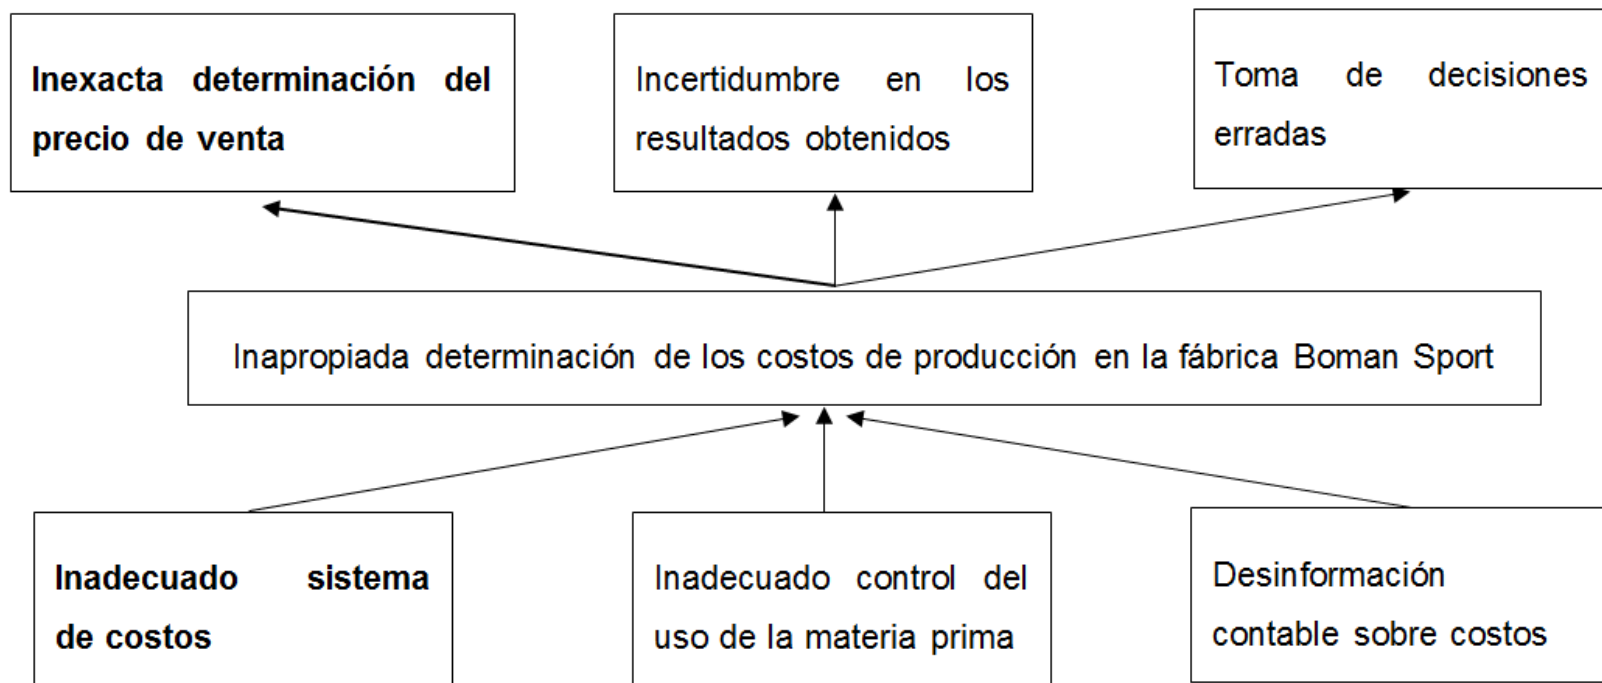 Inexacta determinación del
precio de venta
Incertidumbre en los
resultados obtenidos
Toma de decisiones
erradas
Inapropiada determinación de los costos de producción en la fábrica Boman Sport
Inadecuado sistema
de costos
Inadecuado control del
uso de la materia prima
Desinformación
contable sobre costos